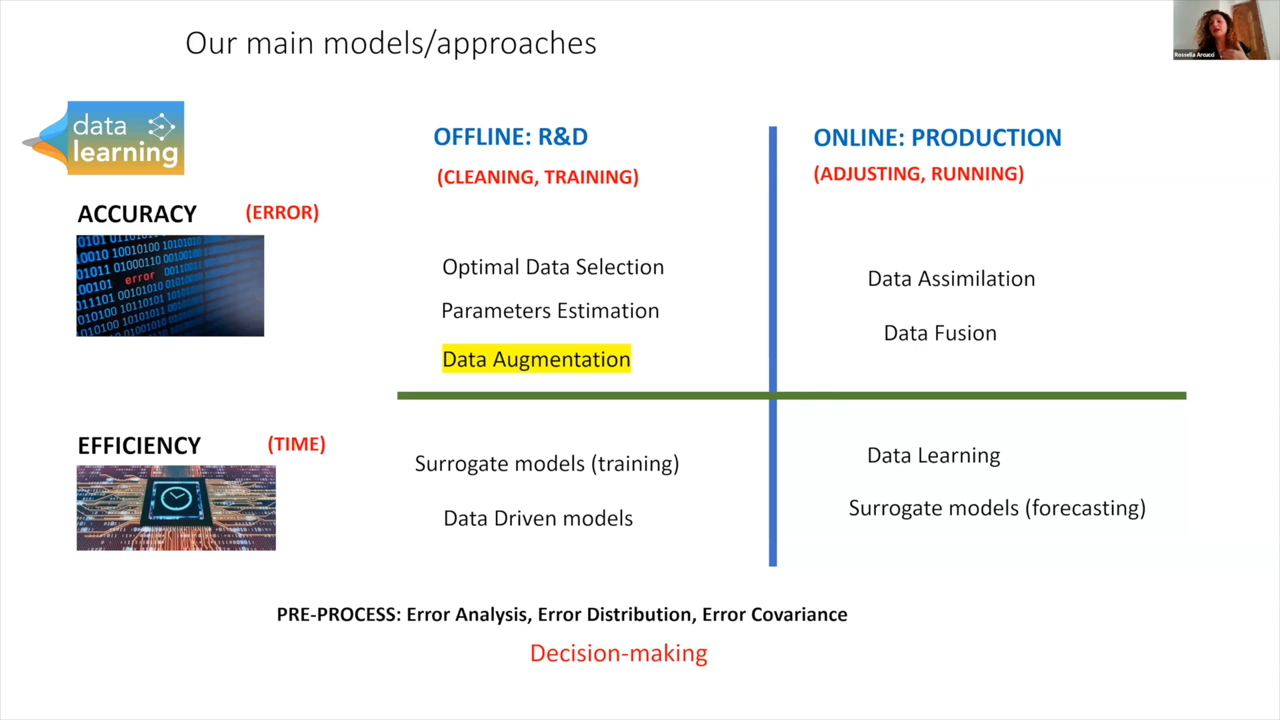 Our main models/approaches
Rossella Arcucci
data
learning
OFFLINE: R&D
ONLINE: PRODUCTION
(CLEANING, TRAINING)
(ADJUSTING, RUNNING)
ACCURACY
(ERROR)
error
Optimal Data Selection
Parameters Estimation
Data Augmentation
Data Assimilation
Data Fusion
EFFICIENCY
(TIME)
Surrogate models (training)
Data Driven models
Data Learning
Surrogate models (forecasting)
PRE-PROCESS: Error Analysis, Error Distribution, Error Covariance
Decision-making